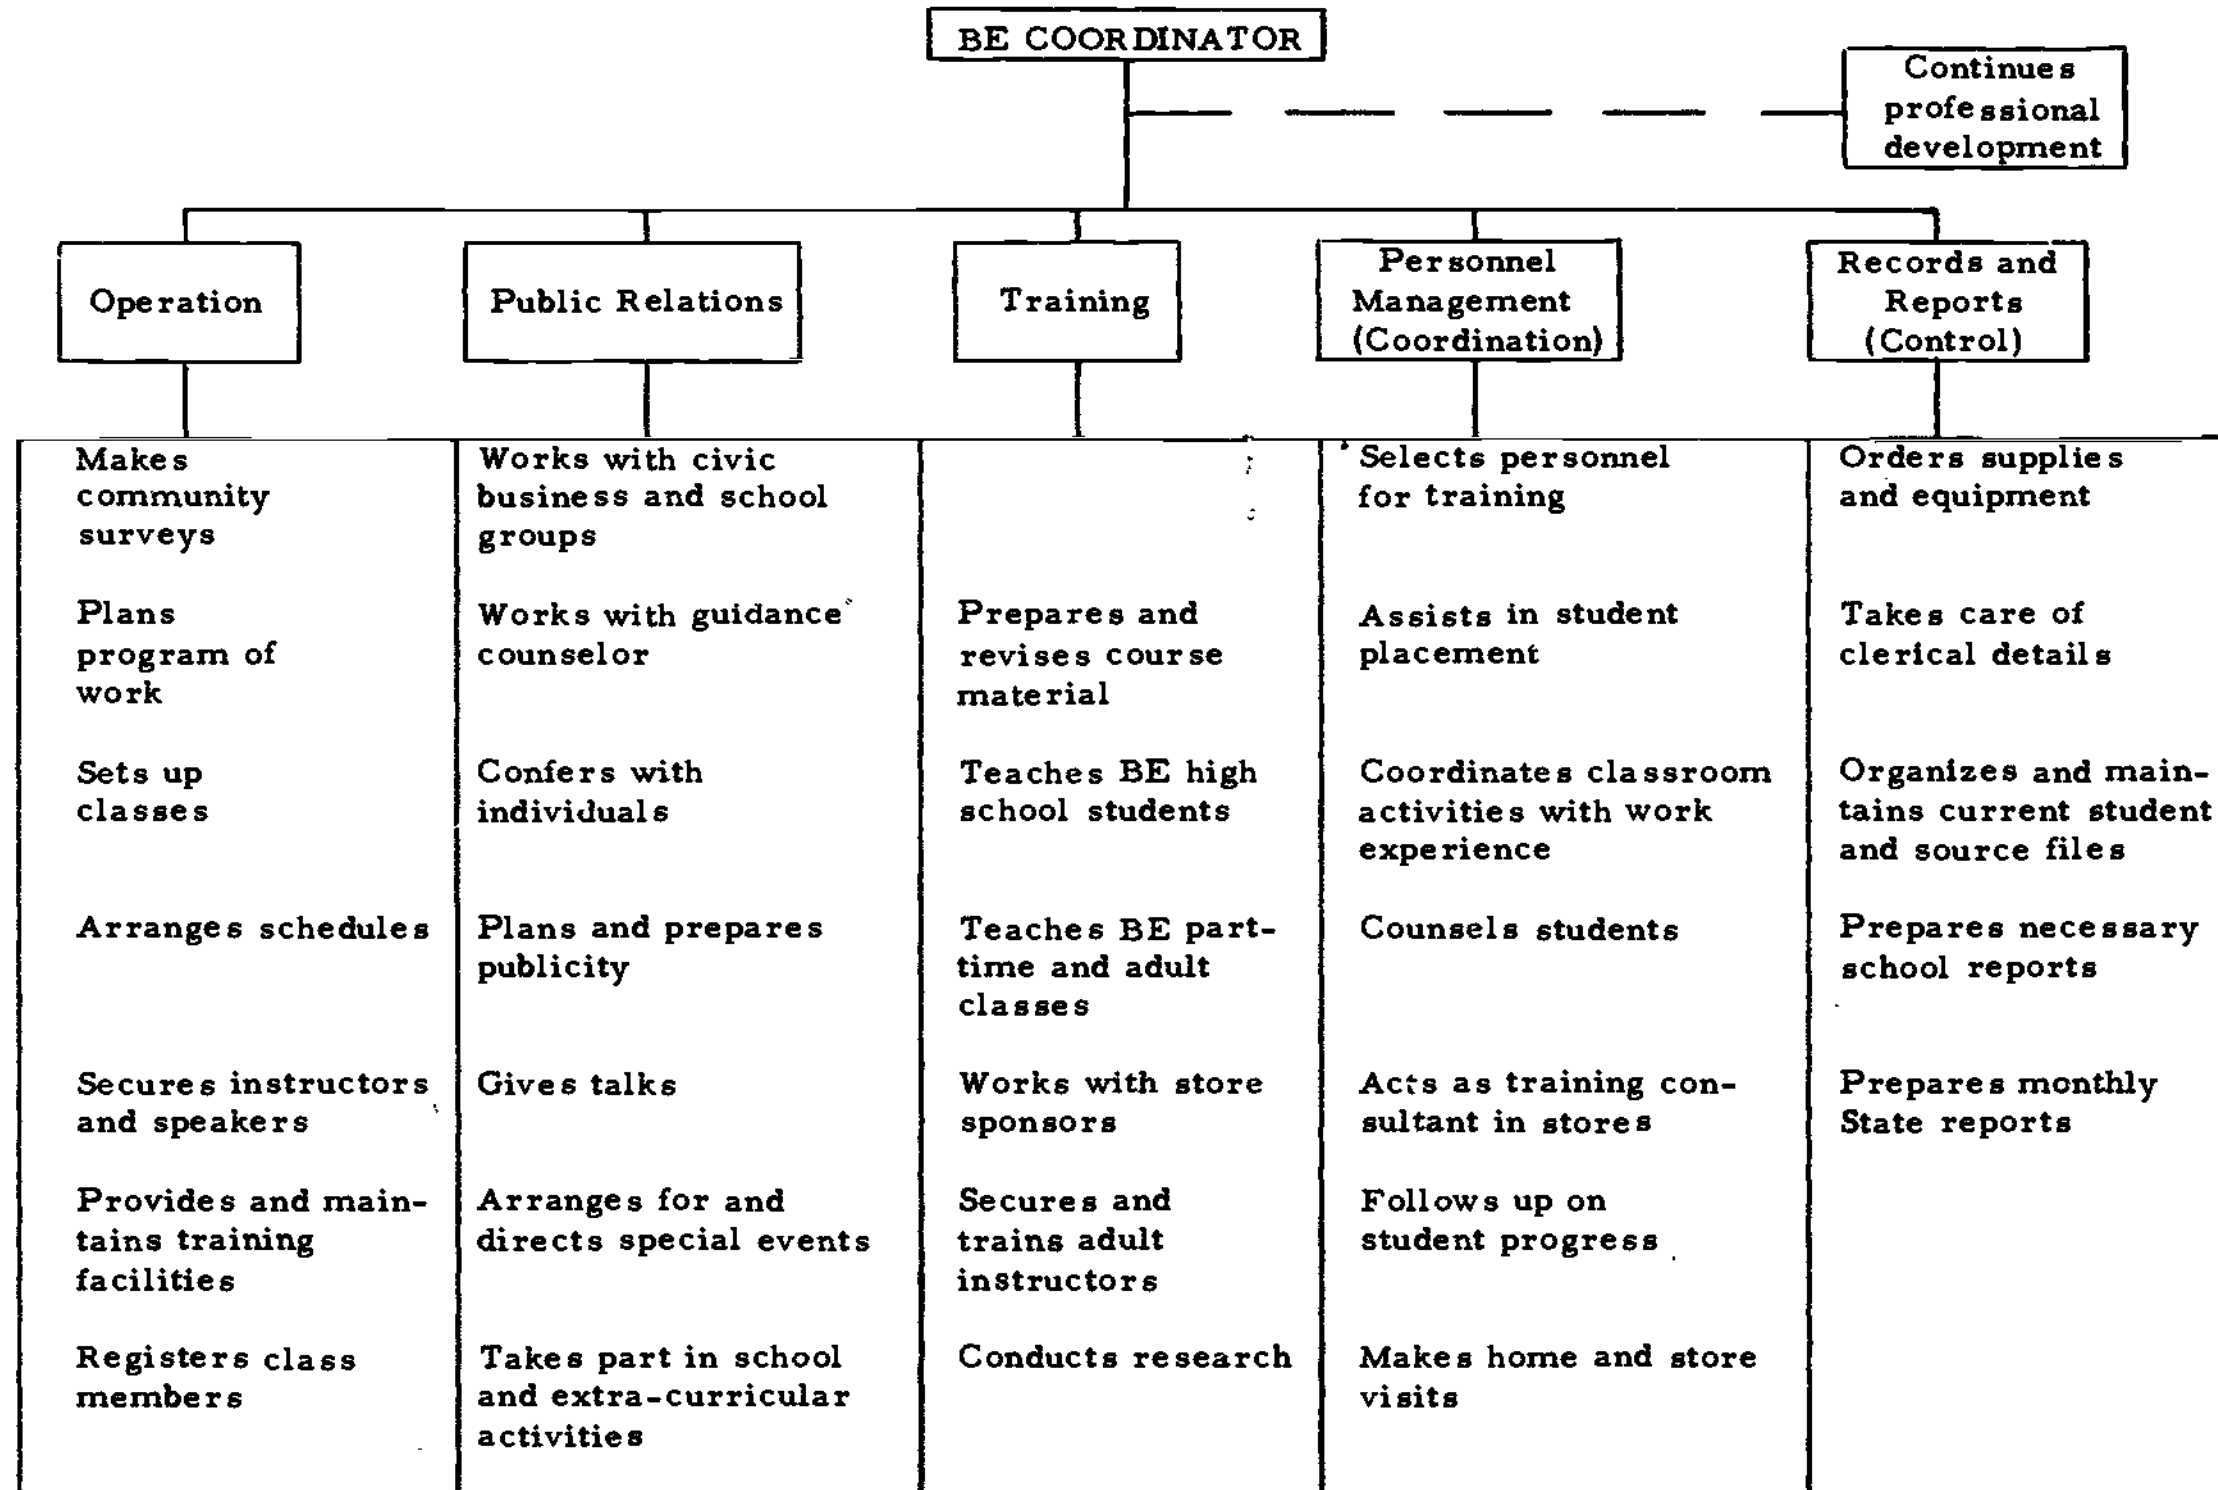 BE COORDINATOR
Continues
professional
development
Operation
Public Relations
Training
Personnel
Management
(Coordination)
Records and
Reports
(Control)
Makes
community
surveys
Plans
program of
work
Sets up
classes
Arranges schedules
Secures instructors
and speakers
Provides and main-
tains training
facilities
Registers class
members
Works with civic
business and school
groups
Works with guidance
counselor
Confers with
individuals
Plans and prepares
publicity
Gives talks
Arranges for and
directs special events
Takes part in school
and extra-curricular
activities
Prepares and
revises course
material
Teaches BE high
school students
Teaches BE part-
time and adult
classes
Works with store
sponsors
Secures and
trains adult
instructors
Conducts research
Selects personnel
for training
Assists in student
placement
Coordinates classroom
activities with work
experience
Counsels students
Acts as training con-
sultant in stores
Follows up on
student progress
Makes home and store
visits
Orders supplies
and equipment
Takes care of
clerical details
Organizes and main-
tains current student
and source files
Prepares necessary
school reports
Prepares monthly
State reports